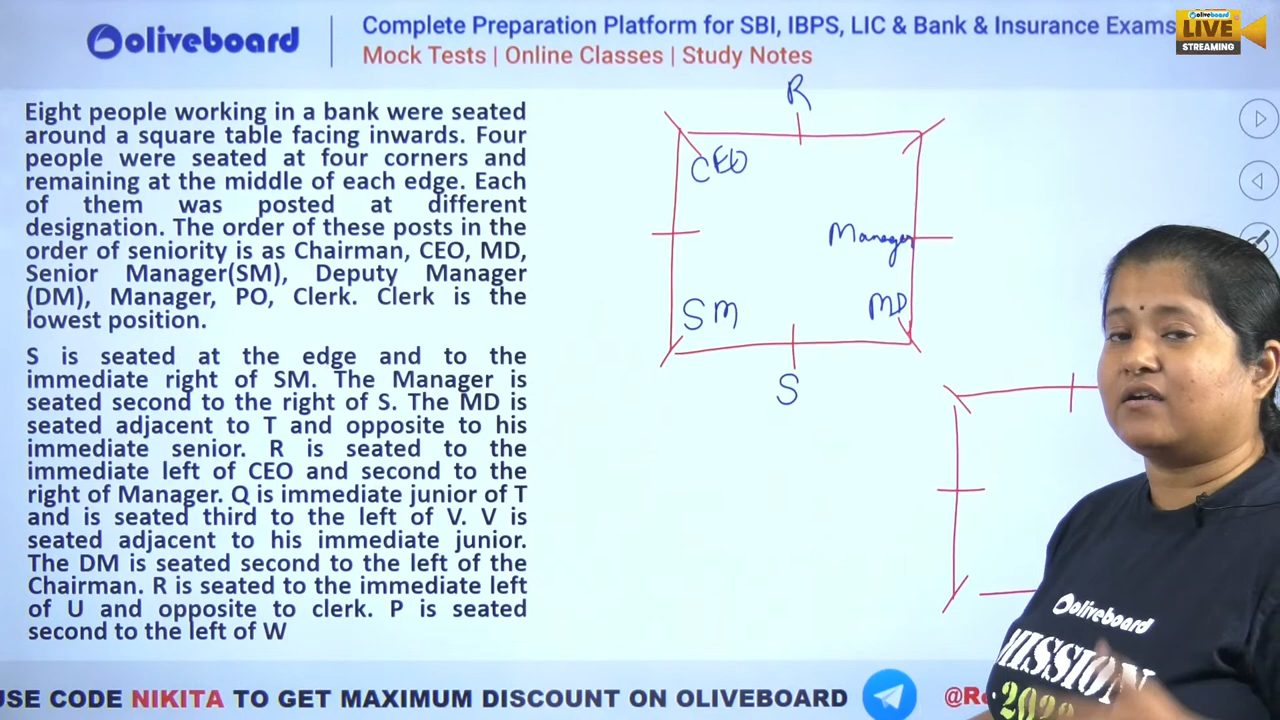 oliveboard
Complete Preparation Platform for SBI, IBPS, LIC & Bank & Insurance Exams
Mock Tests | Online Classes | Study Notes
oliveboard
LIVE
STREAMING
Eight people working in a bank were seated
around a square table facing inwards. Four
people were seated at four corners and
remaining at the middle of each edge. Each
of them was posted at different
designation. The order of these posts in the
order of seniority is as Chairman, CEO, MD,
Senior Manager(SM), Deputy Manager
(DM), Manager, PO, Clerk. Clerk is the
lowest position.
S is seated at the edge and to the
immediate right of SM. The Manager is
seated second to the right of S. The MD is
seated adjacent to T and opposite to his
immediate senior. R is seated to the
immediate left of CEO and second to the
right of Manager. Q is immediate junior of T
and is seated third to the left of V. V is
seated adjacent to his immediate junior.
The DM is seated second to the left of the
Chairman. R is seated to the immediate left
of U and opposite to clerk. P is seated
second to the left of W
R
CEO
Manager
SM
MD
S
oliveboard
MISSION
USE CODE NIKITA TO GET MAXIMUM DISCOUNT ON OLIVEBOARD